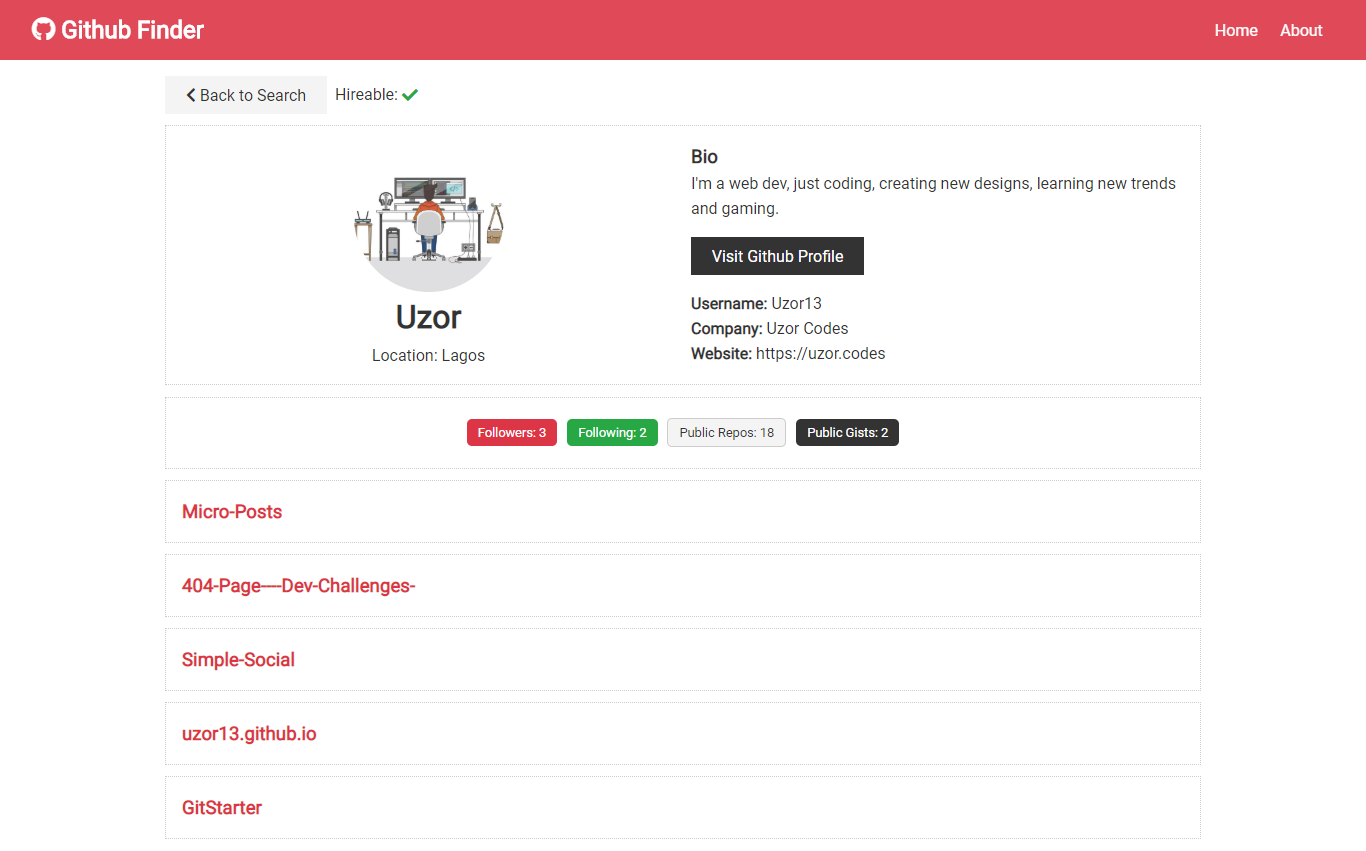 Github Finder
Home
About
Back to Search
Hireable:
Uzor
Location: Lagos
Bio
I'm a web dev, just coding, creating new designs, learning new trends
and gaming.
Visit Github Profile
Username: Uzor13
Company: Uzor Codes
Website: https://uzor.codes
Followers: 3
Following: 2
Public Repos: 18
Public Gists: 2
Micro-Posts
404-Page----Dev-Challenges-
Simple-Social
uzor13.github.io
GitStarter